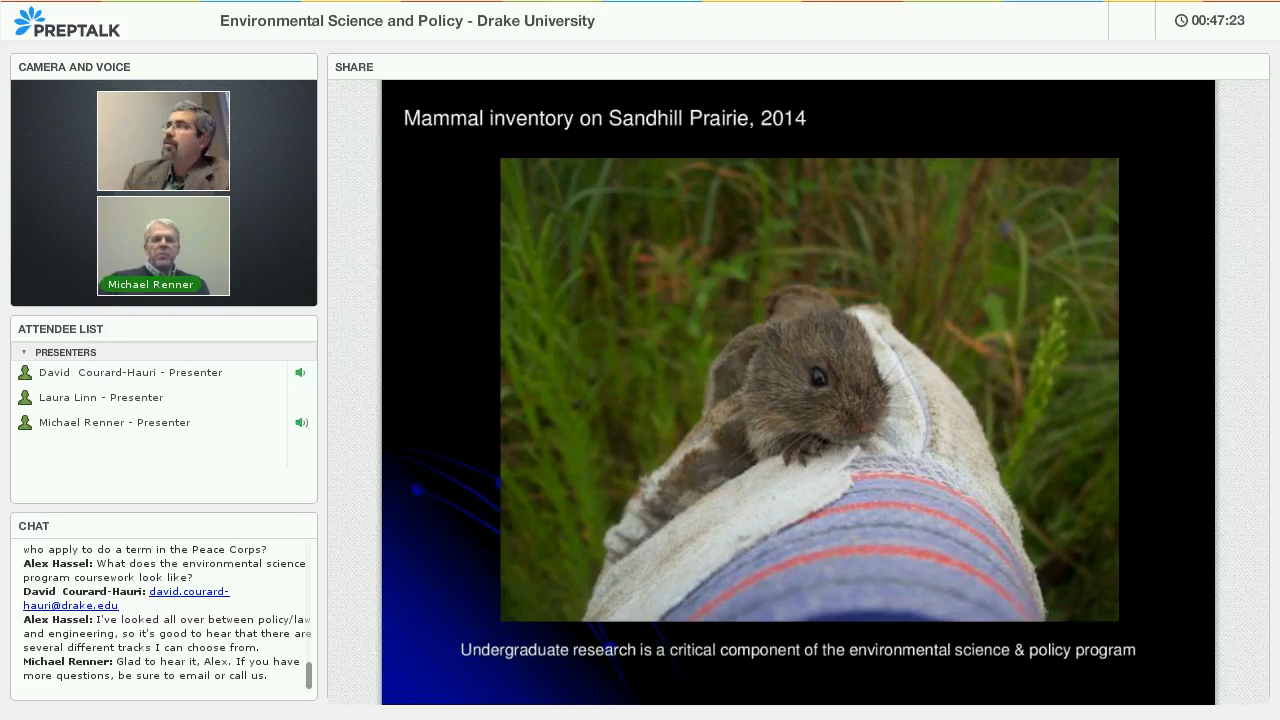 PREPTALK
Environmental Science and Policy - Drake University
00:47:23
CAMERA AND VOICE
Michael Renner
ATTENDEE LIST
PRESENTERS
David Courard-Hauri - Presenter
Laura Linn - Presenter
Michael Renner - Presenter
CHAT
who apply to do a term in the Peace Corps?
Alex Hassel: What does the environmental science
program coursework look like?
David Courard-Hauri: david.courard-
hauri@drake.edu
Alex Hassel: I've looked all over between policy/law
and engineering, so it's good to hear that there are
several different tracks I can choose from.
Michael Renner: Glad to hear it, Alex. If you have
more questions, be sure to email or call us.
SHARE
Mammal inventory on Sandhill Prairie, 2014
Undergraduate research is a critical component of the environmental science & policy program